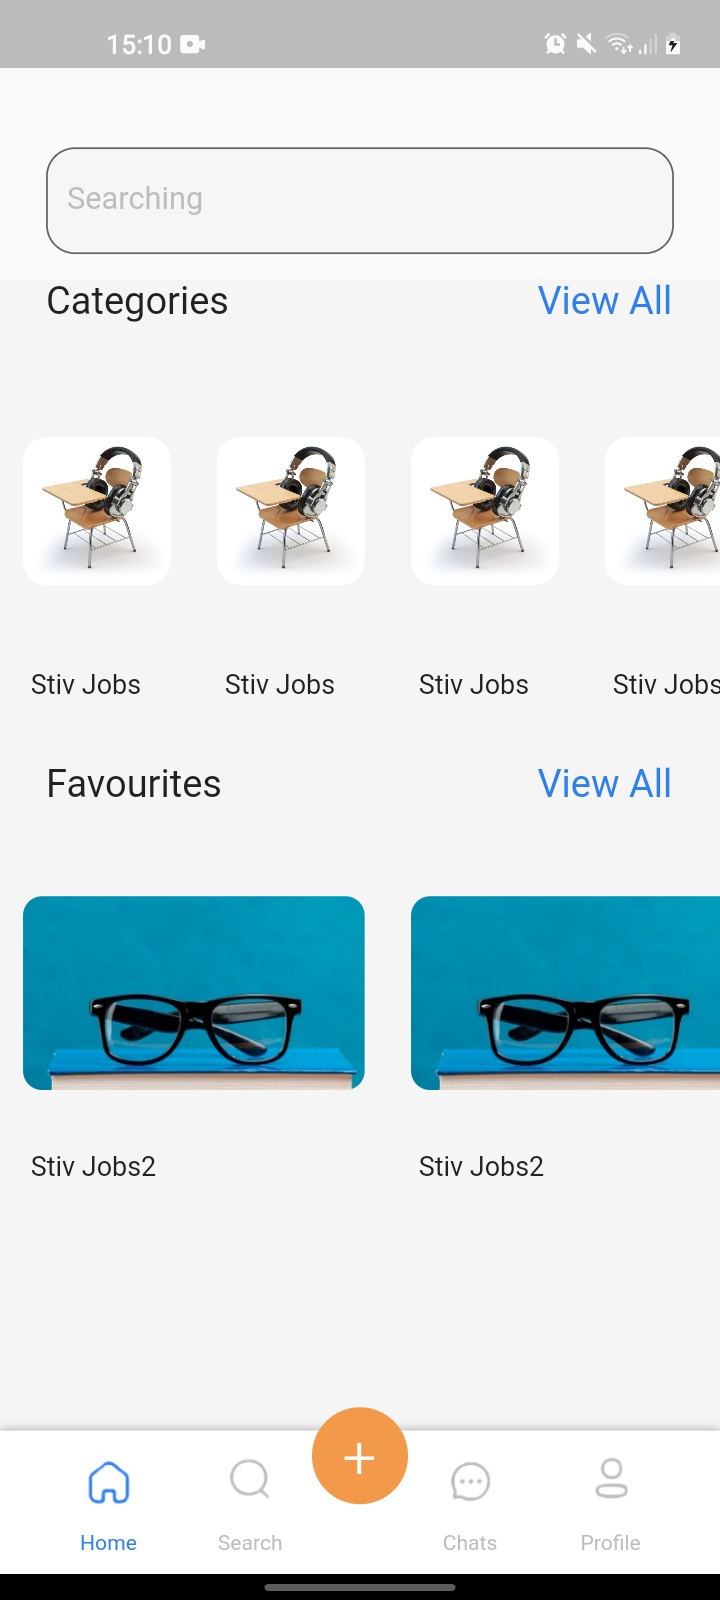 15:10
Searching
Categories View All
Stiv Jobs Stiv Jobs Stiv Jobs Stiv Jobs
Favourites View All
Stiv Jobs2 Stiv Jobs2
Home Search Chats Profile